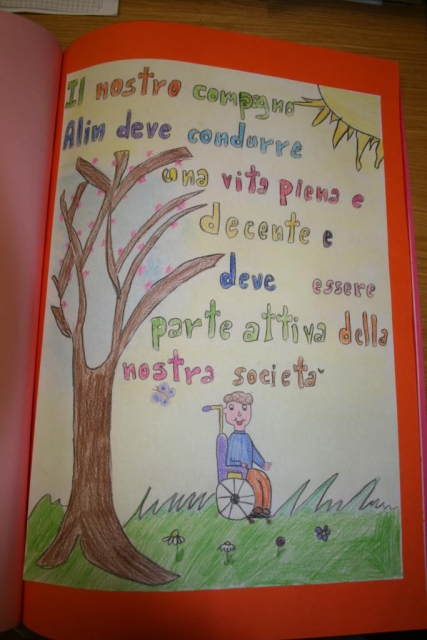 Il nostro compagno
Alin deve condurre
una vita piena e
decente e
deve essere
parte attiva della
nostra società